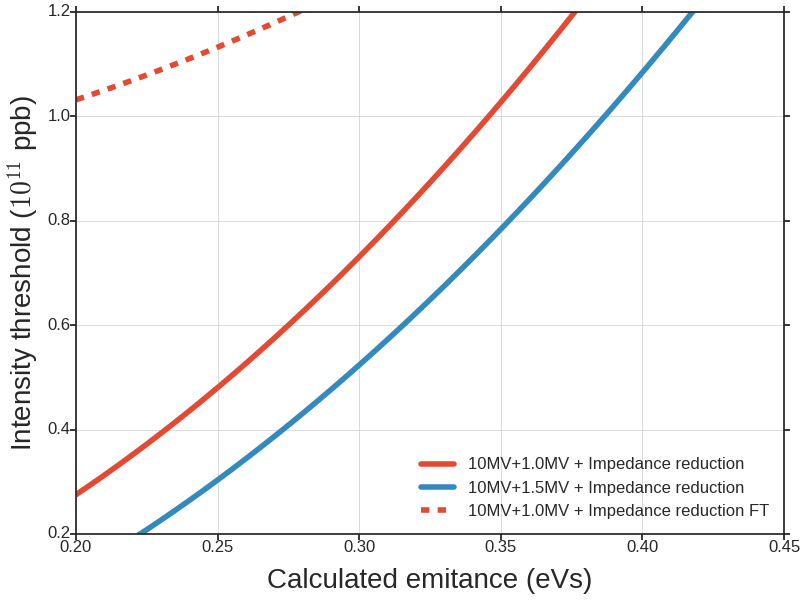 Intensity threshold (10^11 ppb)
1.2
1.0
0.8
0.6
0.4
0.2
0.20 0.25 0.30 0.35 0.40 0.45
Calculated emitance (eVs)
10MV+1.0MV + Impedance reduction
10MV+1.5MV + Impedance reduction
10MV+1.0MV + Impedance reduction FT